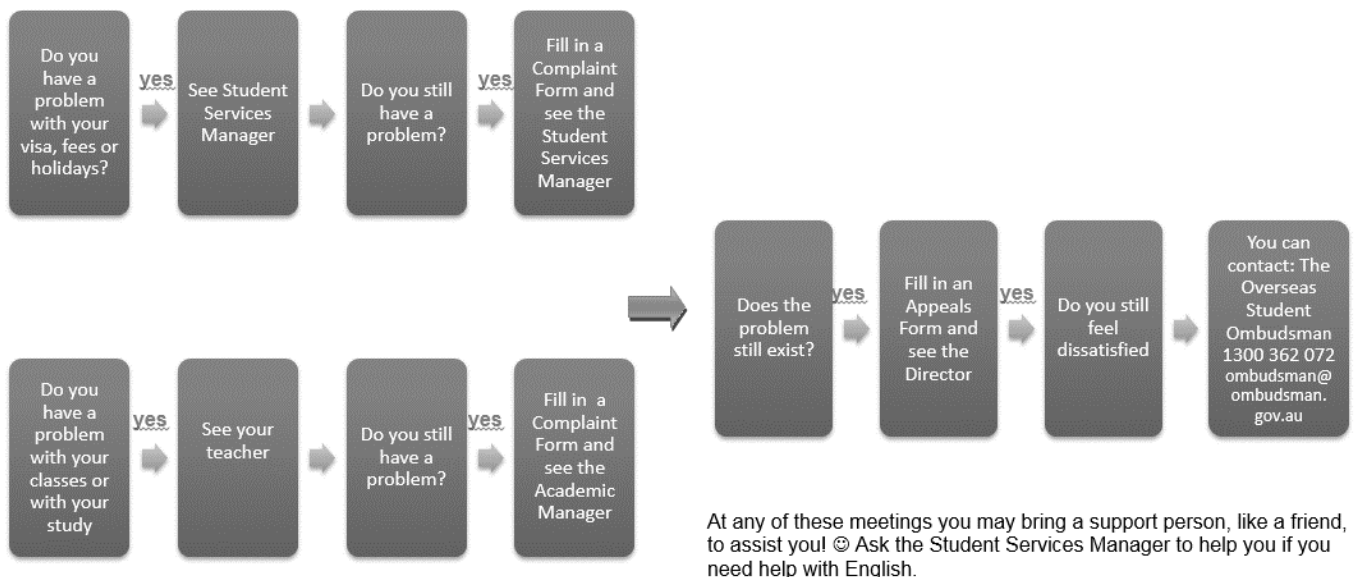 Do you
have a
problem
with your
visa, fees or
holidays?
yes
See Student
Services
Manager
Do you still
have a
problem?
yes
Fill in a
Complaint
Form and
see the
Student
Services
Manager
Do you
have a
problem
with your
classes or
with your
study
yes
See your
teacher
Do you still
have a
problem?
yes
Fill in a
Complaint
Form and
see the
Academic
Manager
Does the
problem
still exist?
yes
Fill in an
Appeals
Form and
see the
Director
yes
Do you still
feel
dissatisfied
You can
contact: The
Overseas
Student
Ombudsman
1300 362 072
ombudsman@
ombudsman.
gov.au
At any of these meetings you may bring a support person, like a friend,
to assist you! ☺ Ask the Student Services Manager to help you if you
need help with English.